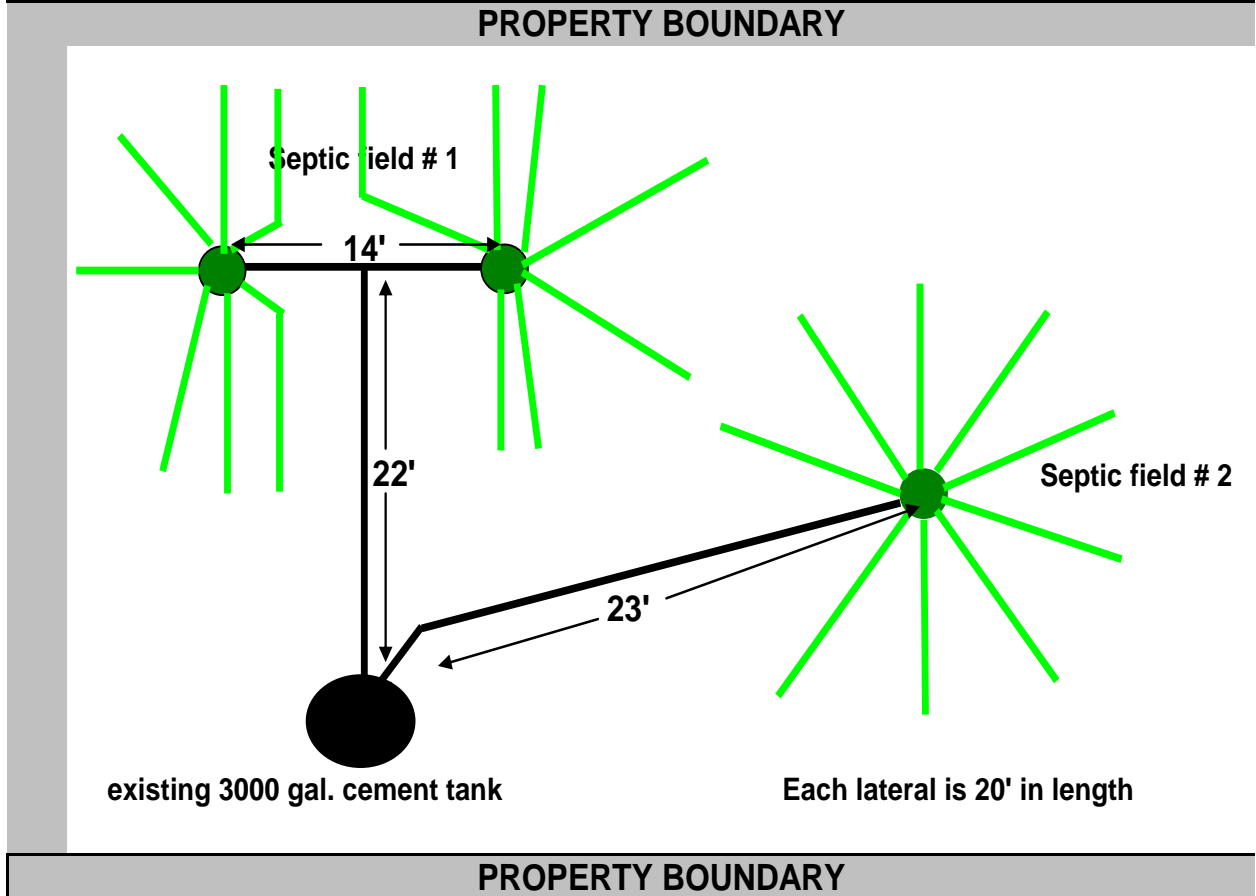 PROPERTY BOUNDARY
Septic field # 1
14'
22'
Septic field # 2
23'
existing 3000 gal. cement tank
Each lateral is 20' in length
PROPERTY BOUNDARY